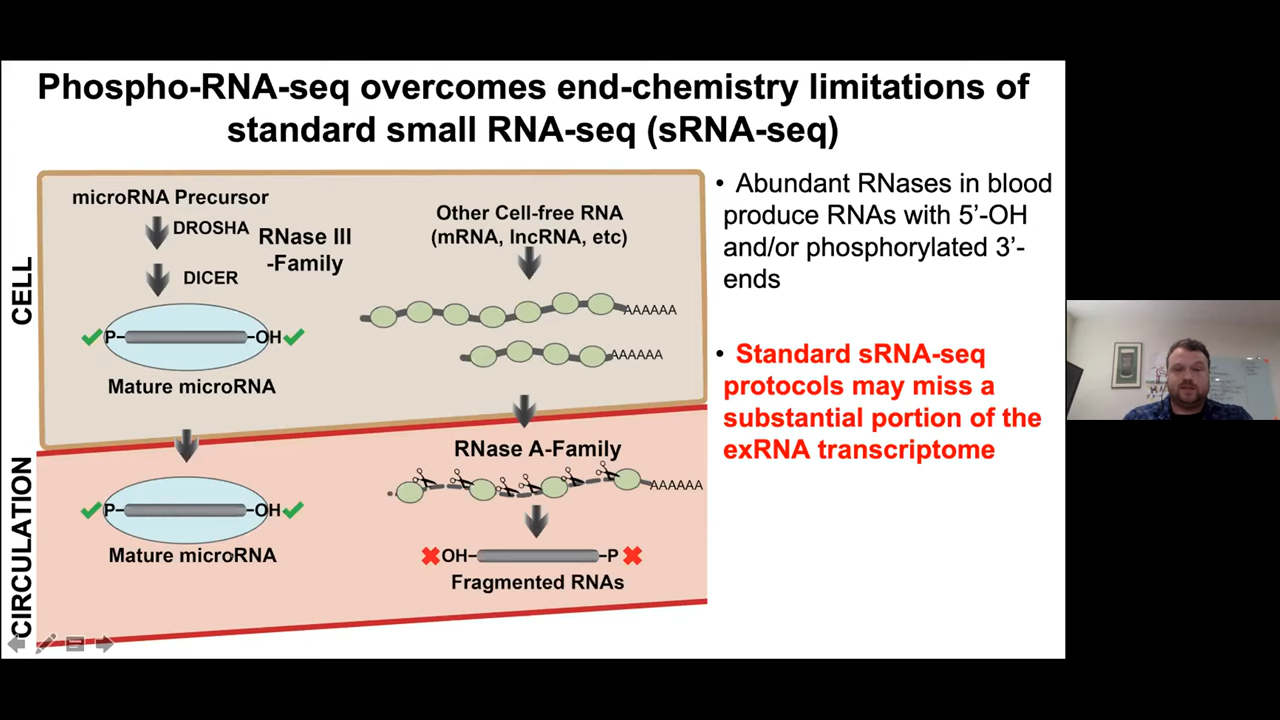 Phospho-RNA-seq overcomes end-chemistry limitations of
standard small RNA-seq (sRNA-seq)
CELL
microRNA Precursor
DROSHA
RNase III
-Family
DICER
P
OH
Mature microRNA
Other Cell-free RNA
(mRNA, lncRNA, etc)
AAAAAA
AAAAAA
CIRCULATION
P
OH
Mature microRNA
RNase A-Family
AAAAAA
OH
P
Fragmented RNAs
• Abundant RNases in blood
produce RNAs with 5’-OH
and/or phosphorylated 3’-
ends
• Standard sRNA-seq
protocols may miss a
substantial portion of the
exRNA transcriptome